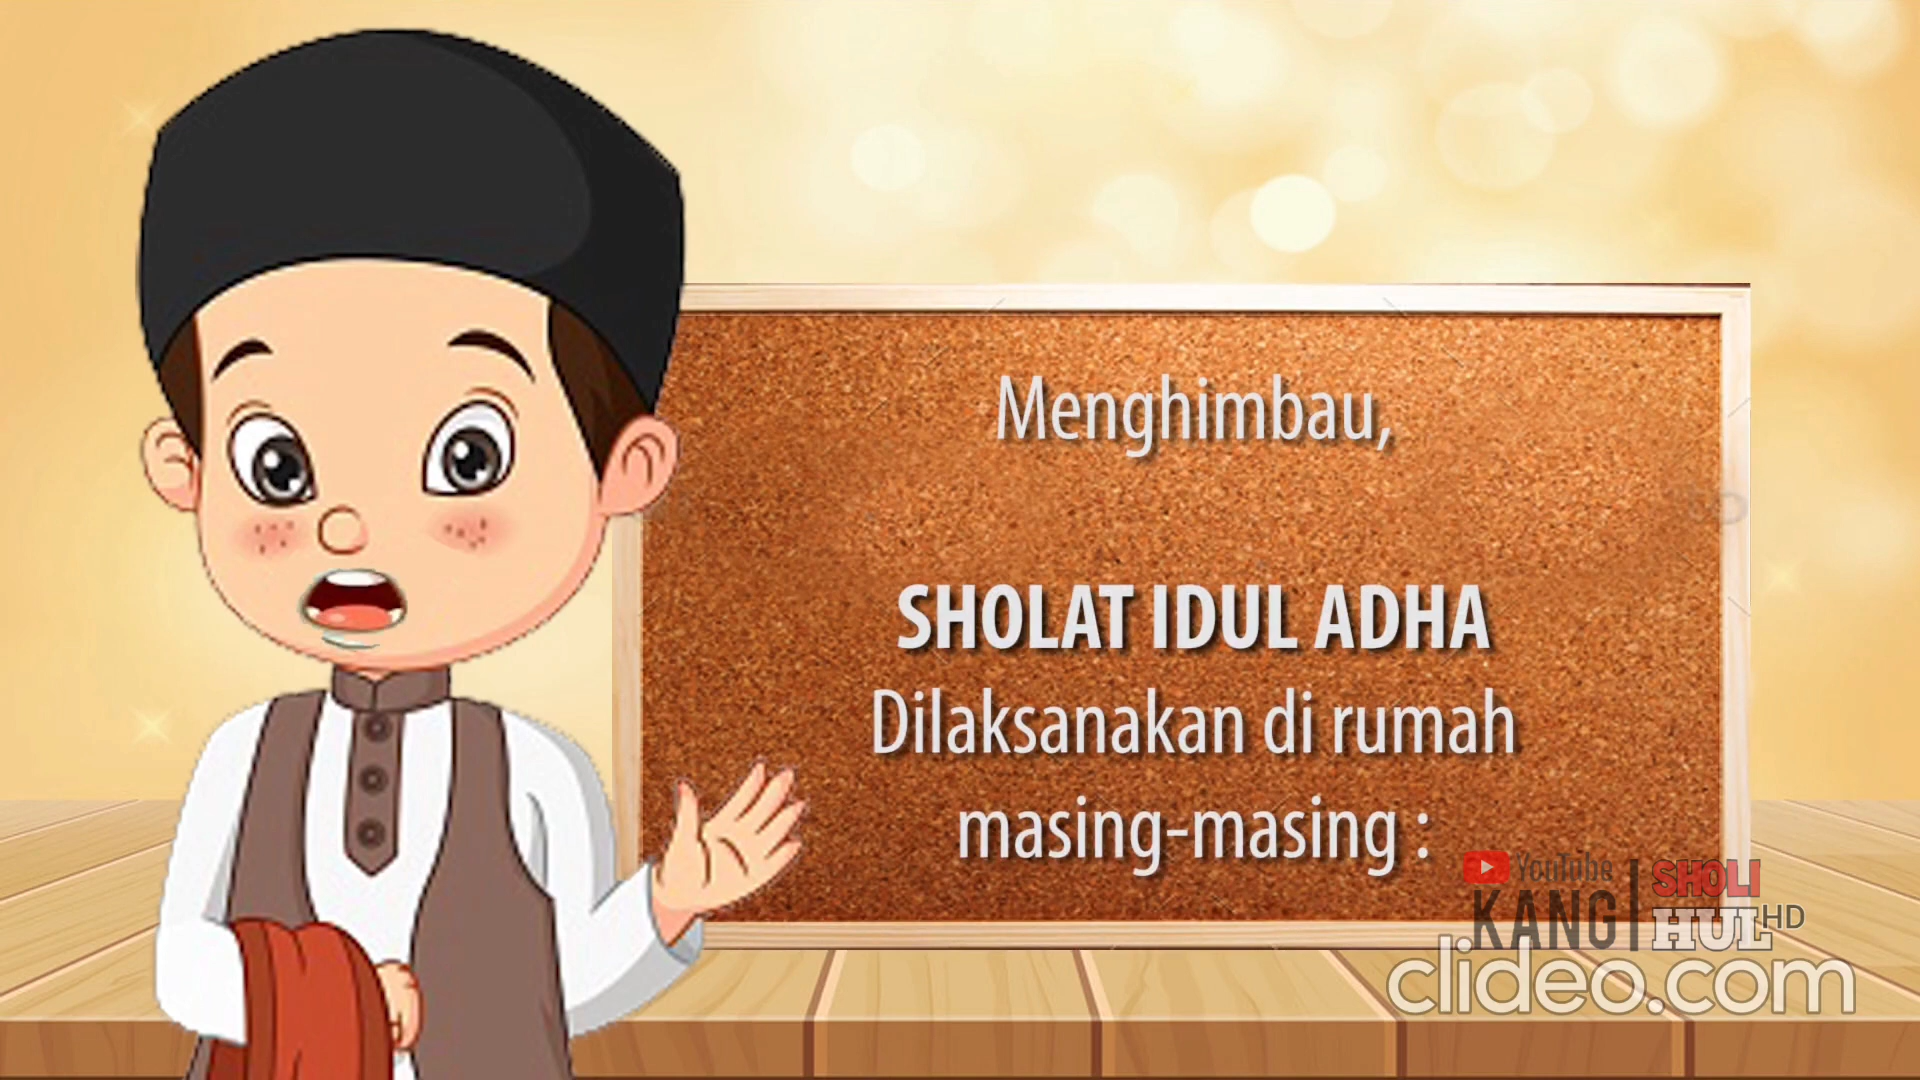 Menghimbau,
SHOLAT IDUL ADHA
Dilaksanakan di rumah
masing-masing :
YouTube
KANG
SHOLI
HUL HD
clideo.com